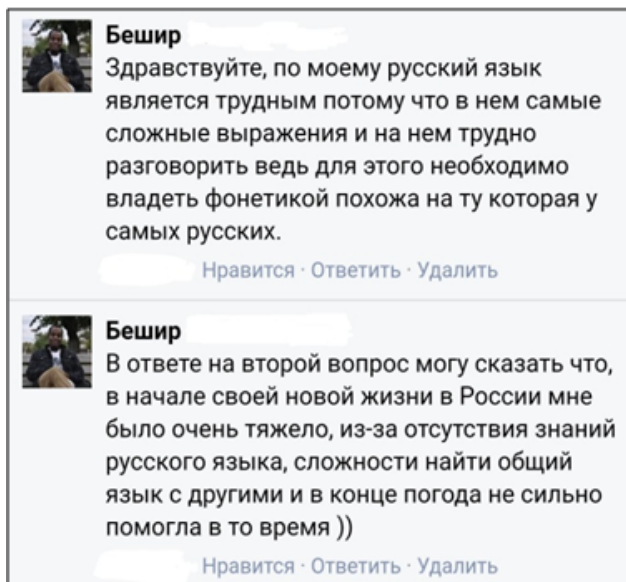 Бешир
Здравствуйте, по моему русский язык
является трудным потому что в нем самые
сложные выражения и на нем трудно
разговорить ведь для этого необходимо
владеть фонетикой похожа на ту которая у
самых русских.
Нравится · Ответить · Удалить
Бешир
В ответе на второй вопрос могу сказать что,
в начале своей новой жизни в России мне
было очень тяжело, из-за отсутствия знаний
русского языка, сложности найти общий
язык с другими и в конце погода не сильно
помогла в то время ))
Нравится · Ответить · Удалить